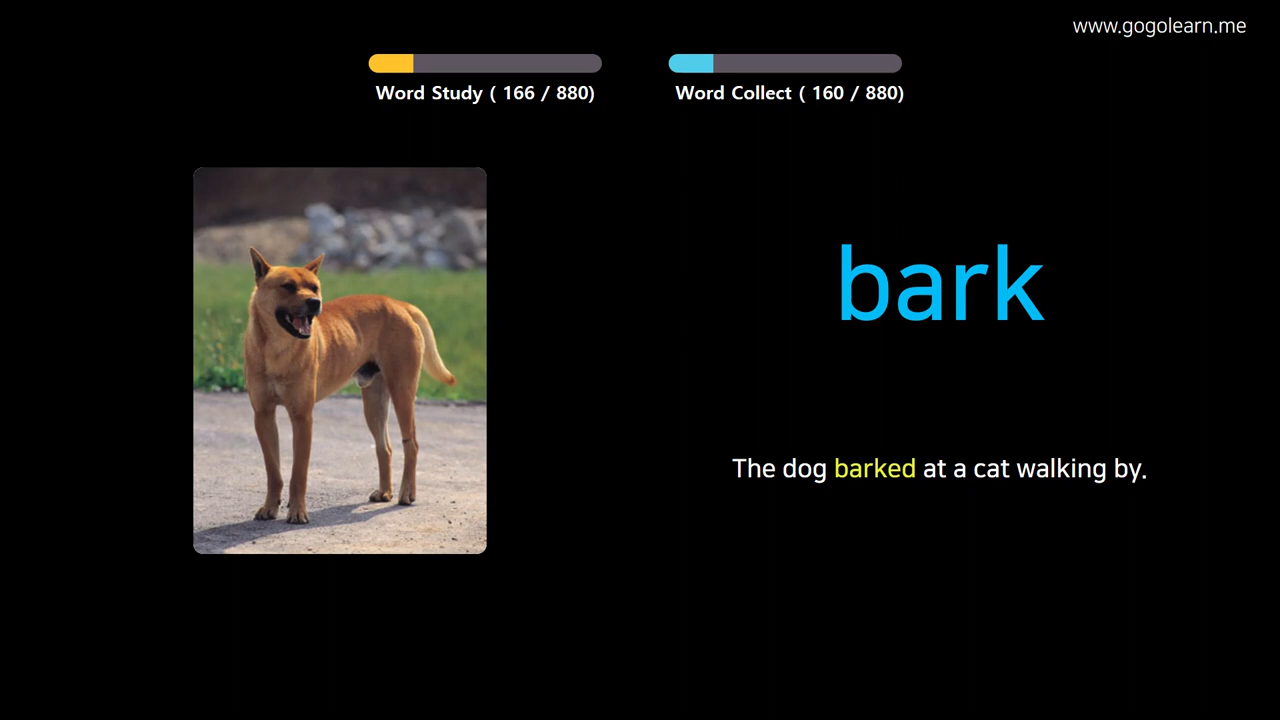 www.gogolearn.me
Word Study ( 166 / 880)
Word Collect ( 160 / 880)
bark
The dog barked at a cat walking by.